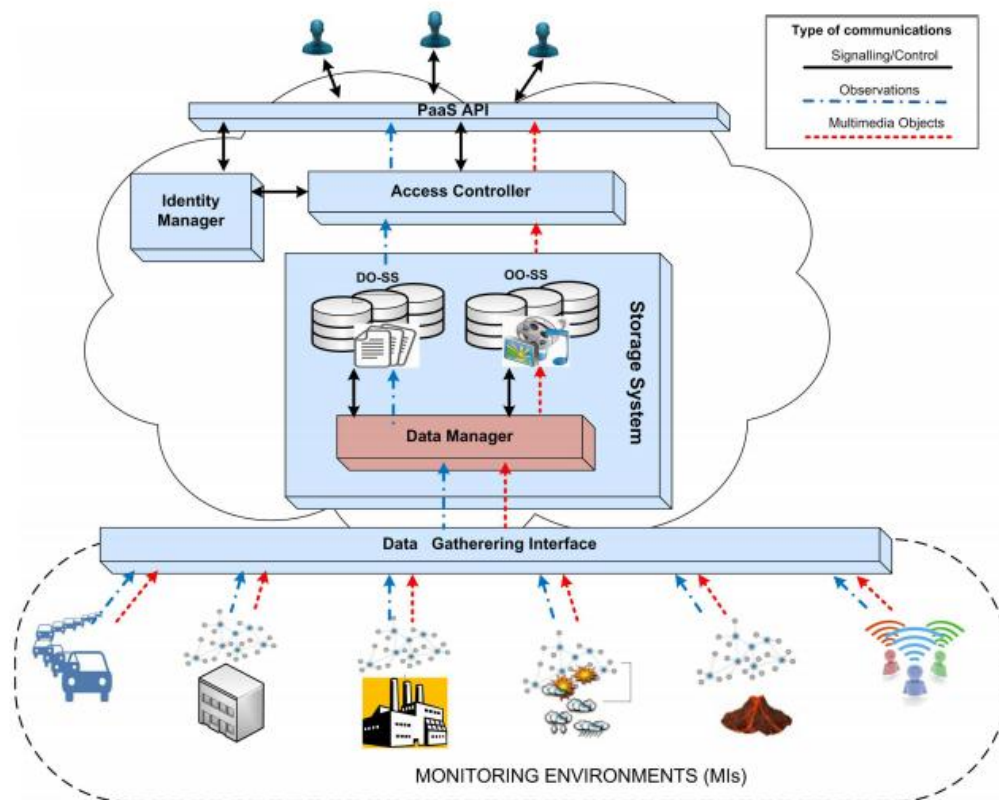 Type of communications
Signalling/Control
Observations
Multimedia Objects
PaaS API
Identity
Manager
Access Controller
DO-SS
OO-SS
Storage System
Data Manager
Data Gatherering Interface
MONITORING ENVIRONMENTS (MIs)